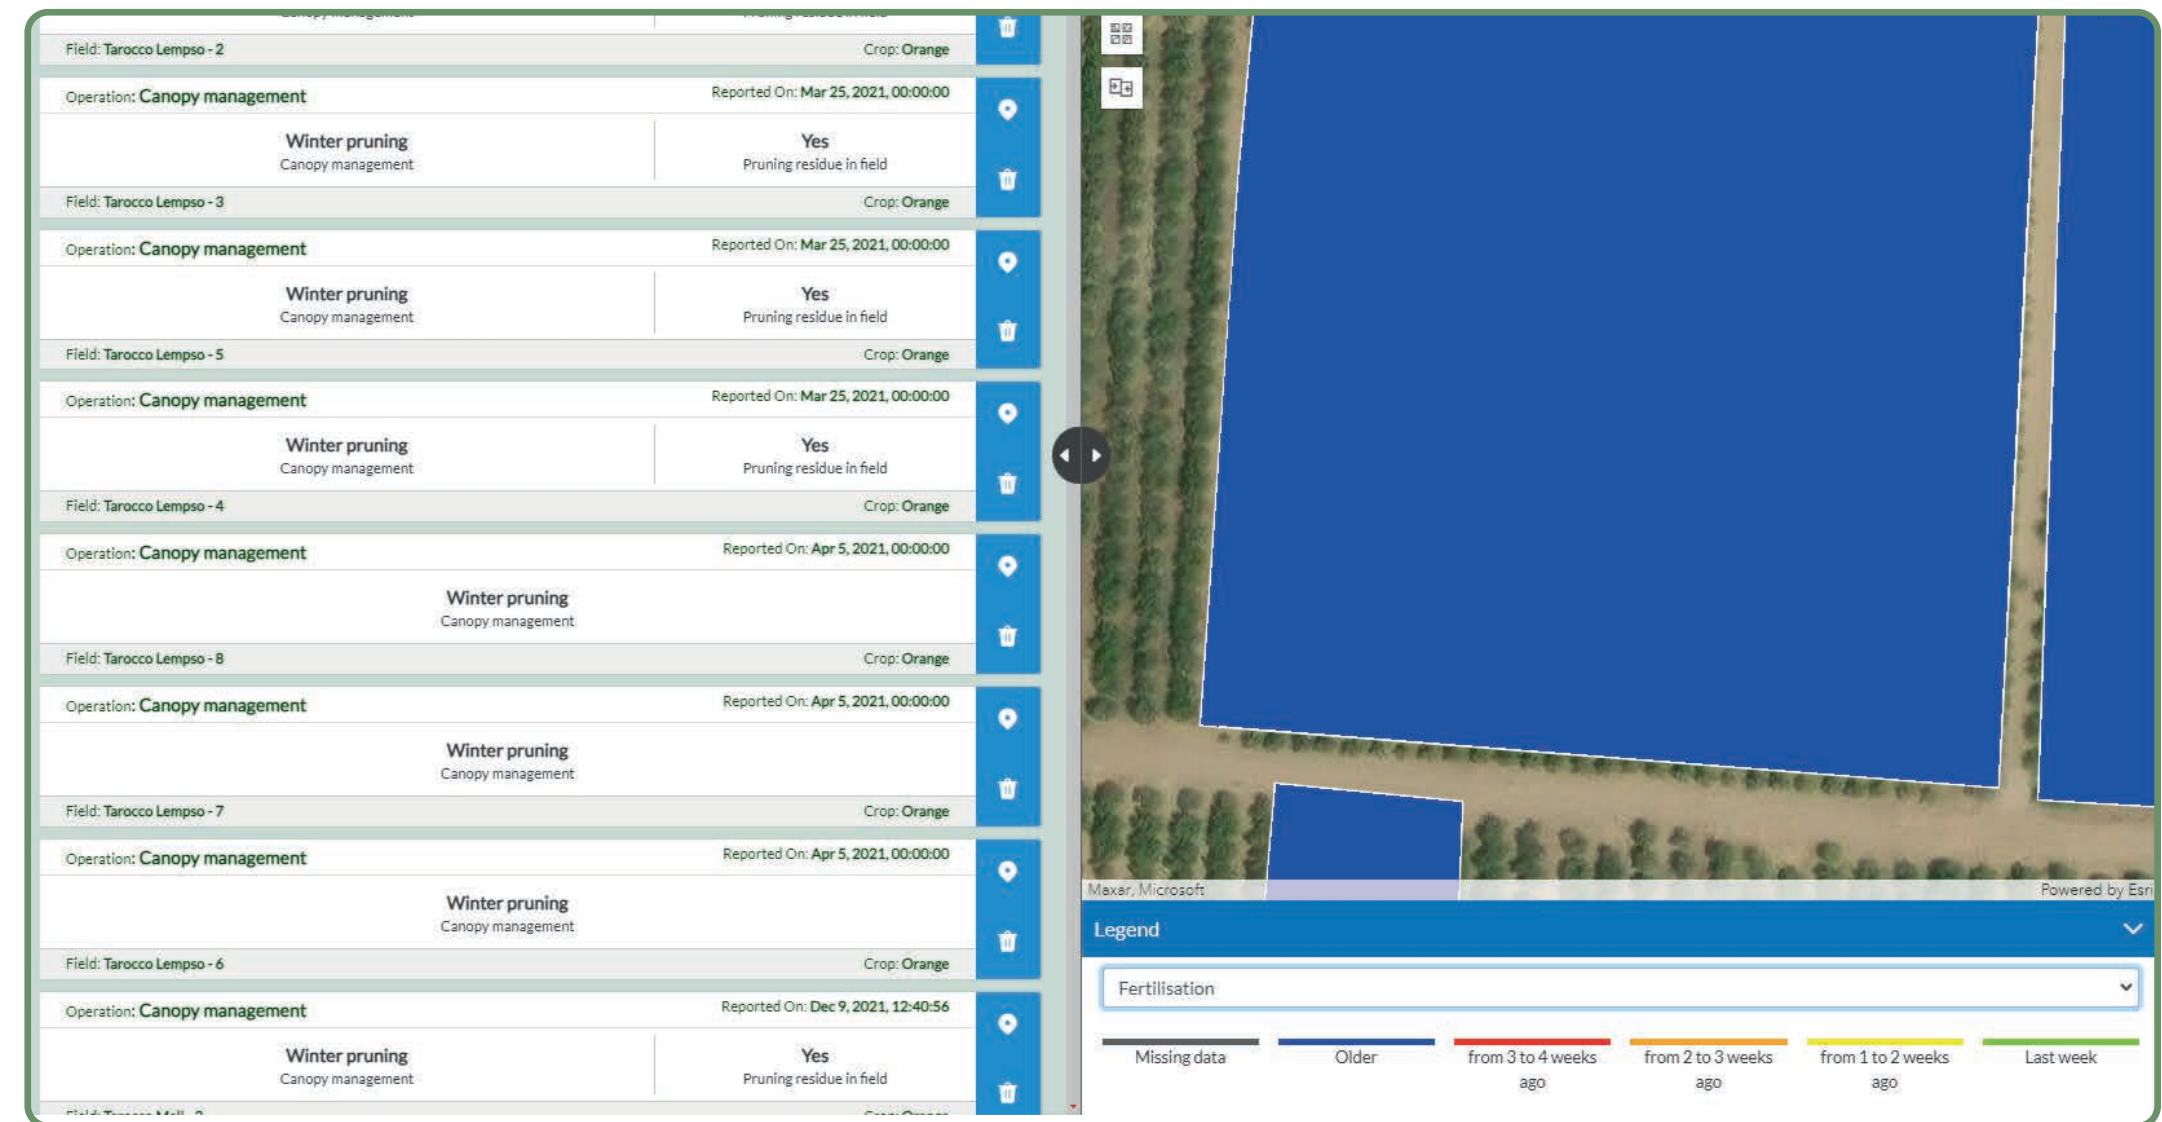 Field: Tarocco Lempso - 2
Crop: Orange
Operation: Canopy management
Reported On: Mar 25, 2021, 00:00:00
Winter pruning
Canopy management
Yes
Pruning residue in field
Field: Tarocco Lempso - 3
Crop: Orange
Operation: Canopy management
Reported On: Mar 25, 2021, 00:00:00
Winter pruning
Canopy management
Yes
Pruning residue in field
Field: Tarocco Lempso - 5
Crop: Orange
Operation: Canopy management
Reported On: Mar 25, 2021, 00:00:00
Winter pruning
Canopy management
Yes
Pruning residue in field
Field: Tarocco Lempso - 4
Crop: Orange
Operation: Canopy management
Reported On: Apr 5, 2021, 00:00:00
Winter pruning
Canopy management
Field: Tarocco Lempso - 8
Crop: Orange
Operation: Canopy management
Reported On: Apr 5, 2021, 00:00:00
Winter pruning
Canopy management
Field: Tarocco Lempso - 7
Crop: Orange
Operation: Canopy management
Reported On: Apr 5, 2021, 00:00:00
Winter pruning
Canopy management
Field: Tarocco Lempso - 6
Crop: Orange
Operation: Canopy management
Reported On: Dec 9, 2021, 12:40:56
Winter pruning
Canopy management
Yes
Pruning residue in field
Maxar, Microsoft
Powered by Esri
Legend
Fertilisation
Missing data
Older
from 3 to 4 weeks
ago
from 2 to 3 weeks
ago
from 1 to 2 weeks
ago
Last week